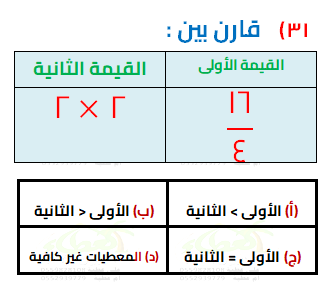 ٣١) قارن بين :
القيمة الأولى القيمة الثانية
١٦
٤
٢ × ٢
(أ) الأولى > الثانية (ب) الأولى < الثانية
(ج) الأولى = الثانية (د) المعطيات غير كافية